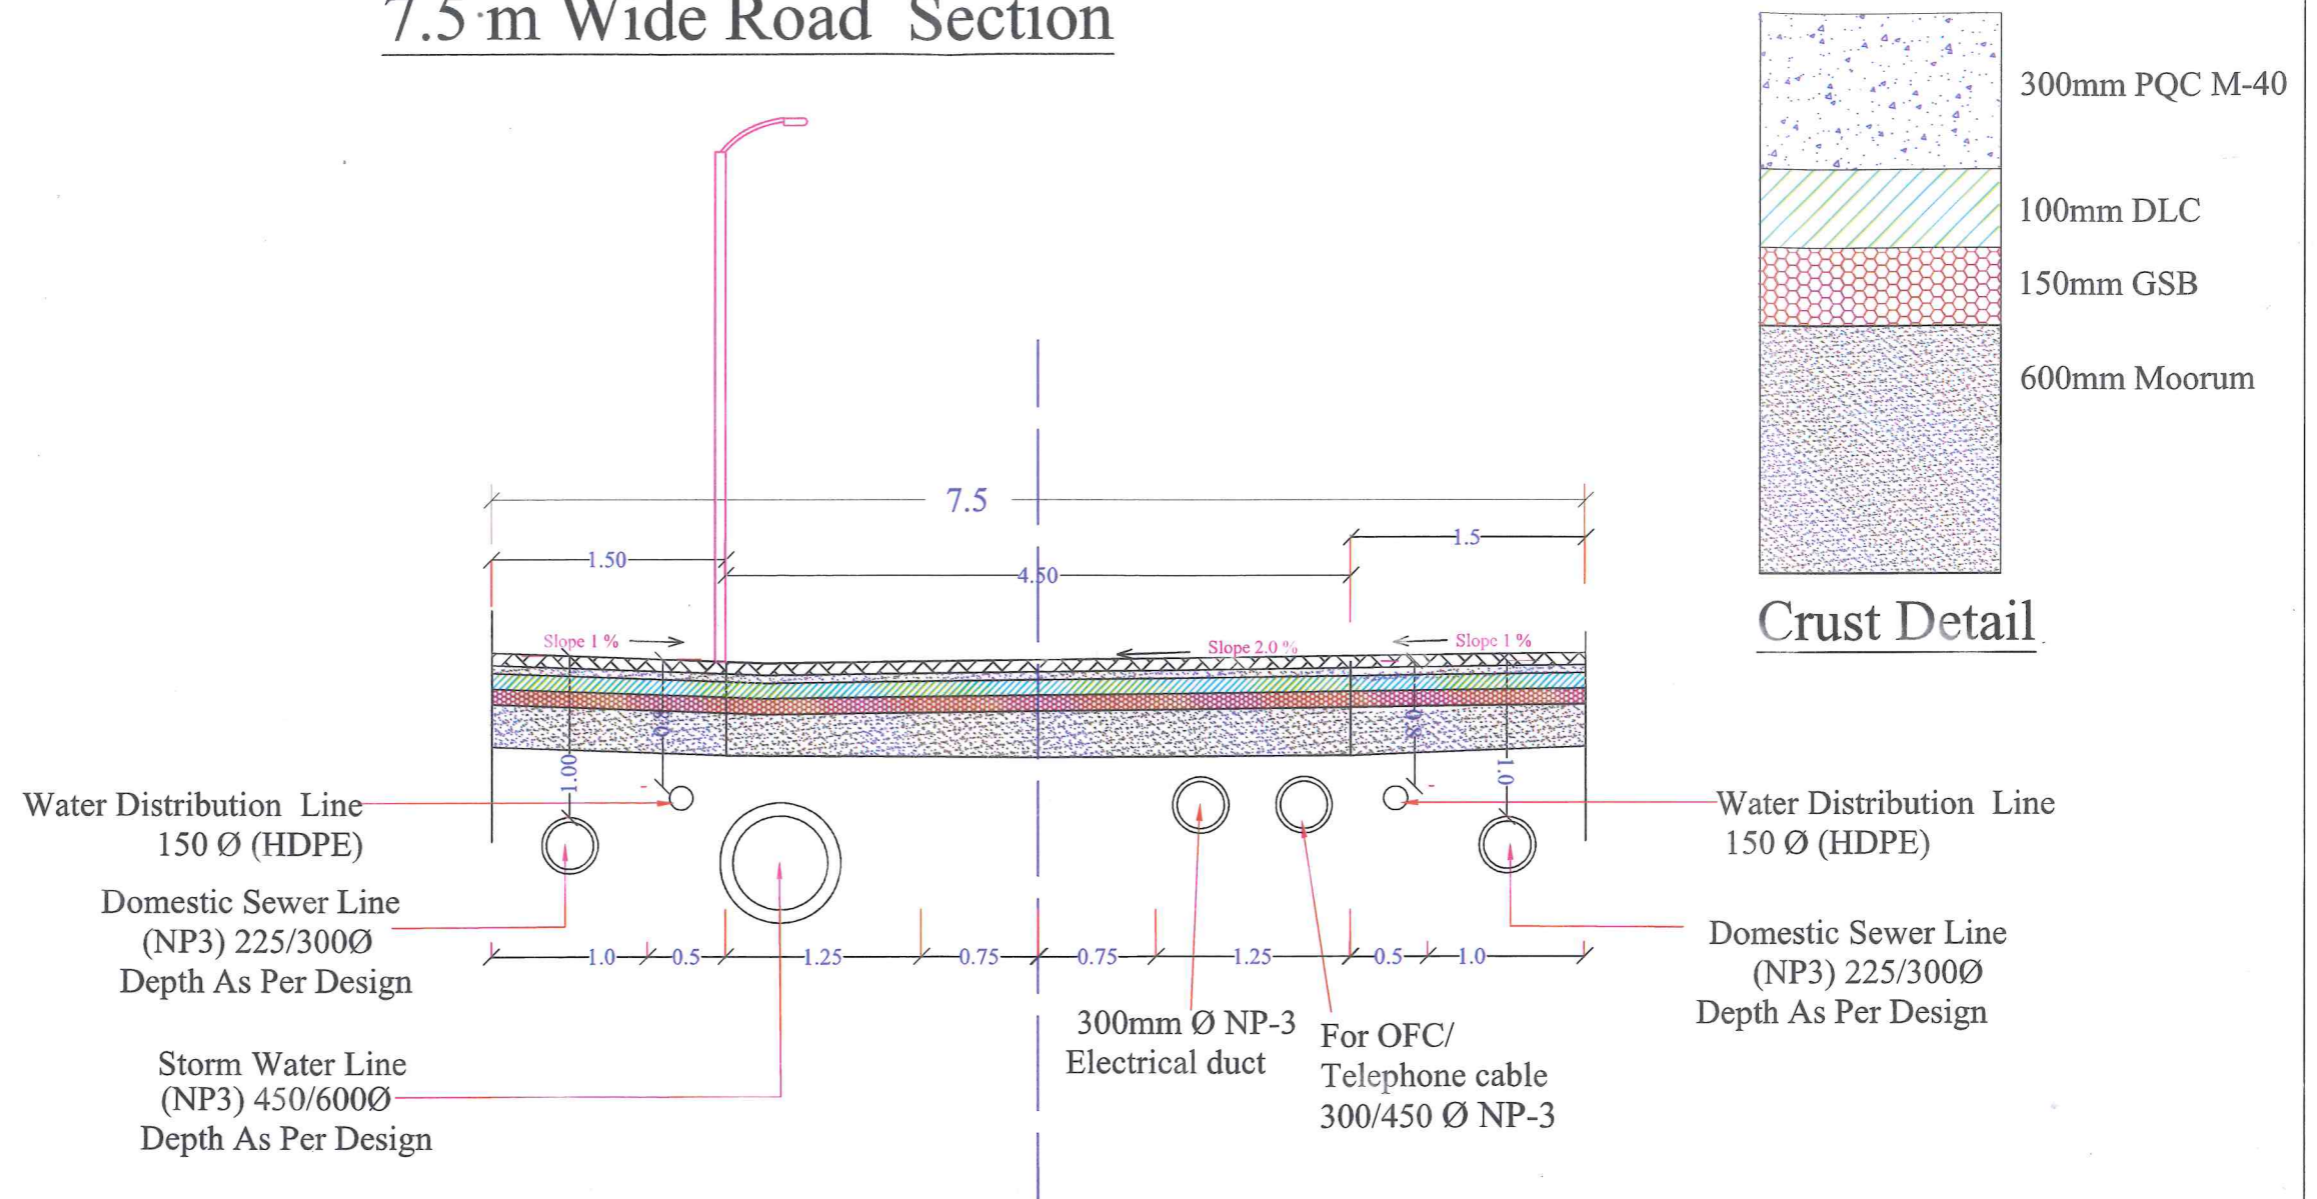 7.5 m Wide Road Section
300mm PQC M-40
100mm DLC
150mm GSB
600mm Moorum
Crust Detail
7.5
1.50
4.50
1.5
Slope 1 %
Slope 2.0 %
Slope 1 %
1.00
0.8
0.8
1.0
Water Distribution Line
150 Ø (HDPE)
Domestic Sewer Line
(NP3) 225/300Ø
Depth As Per Design
Storm Water Line
(NP3) 450/600Ø
Depth As Per Design
1.0
0.5
1.25
0.75
0.75
1.25
0.5
1.0
300mm Ø NP-3
Electrical duct
For OFC/
Telephone cable
300/450 Ø NP-3
Water Distribution Line
150 Ø (HDPE)
Domestic Sewer Line
(NP3) 225/300Ø
Depth As Per Design